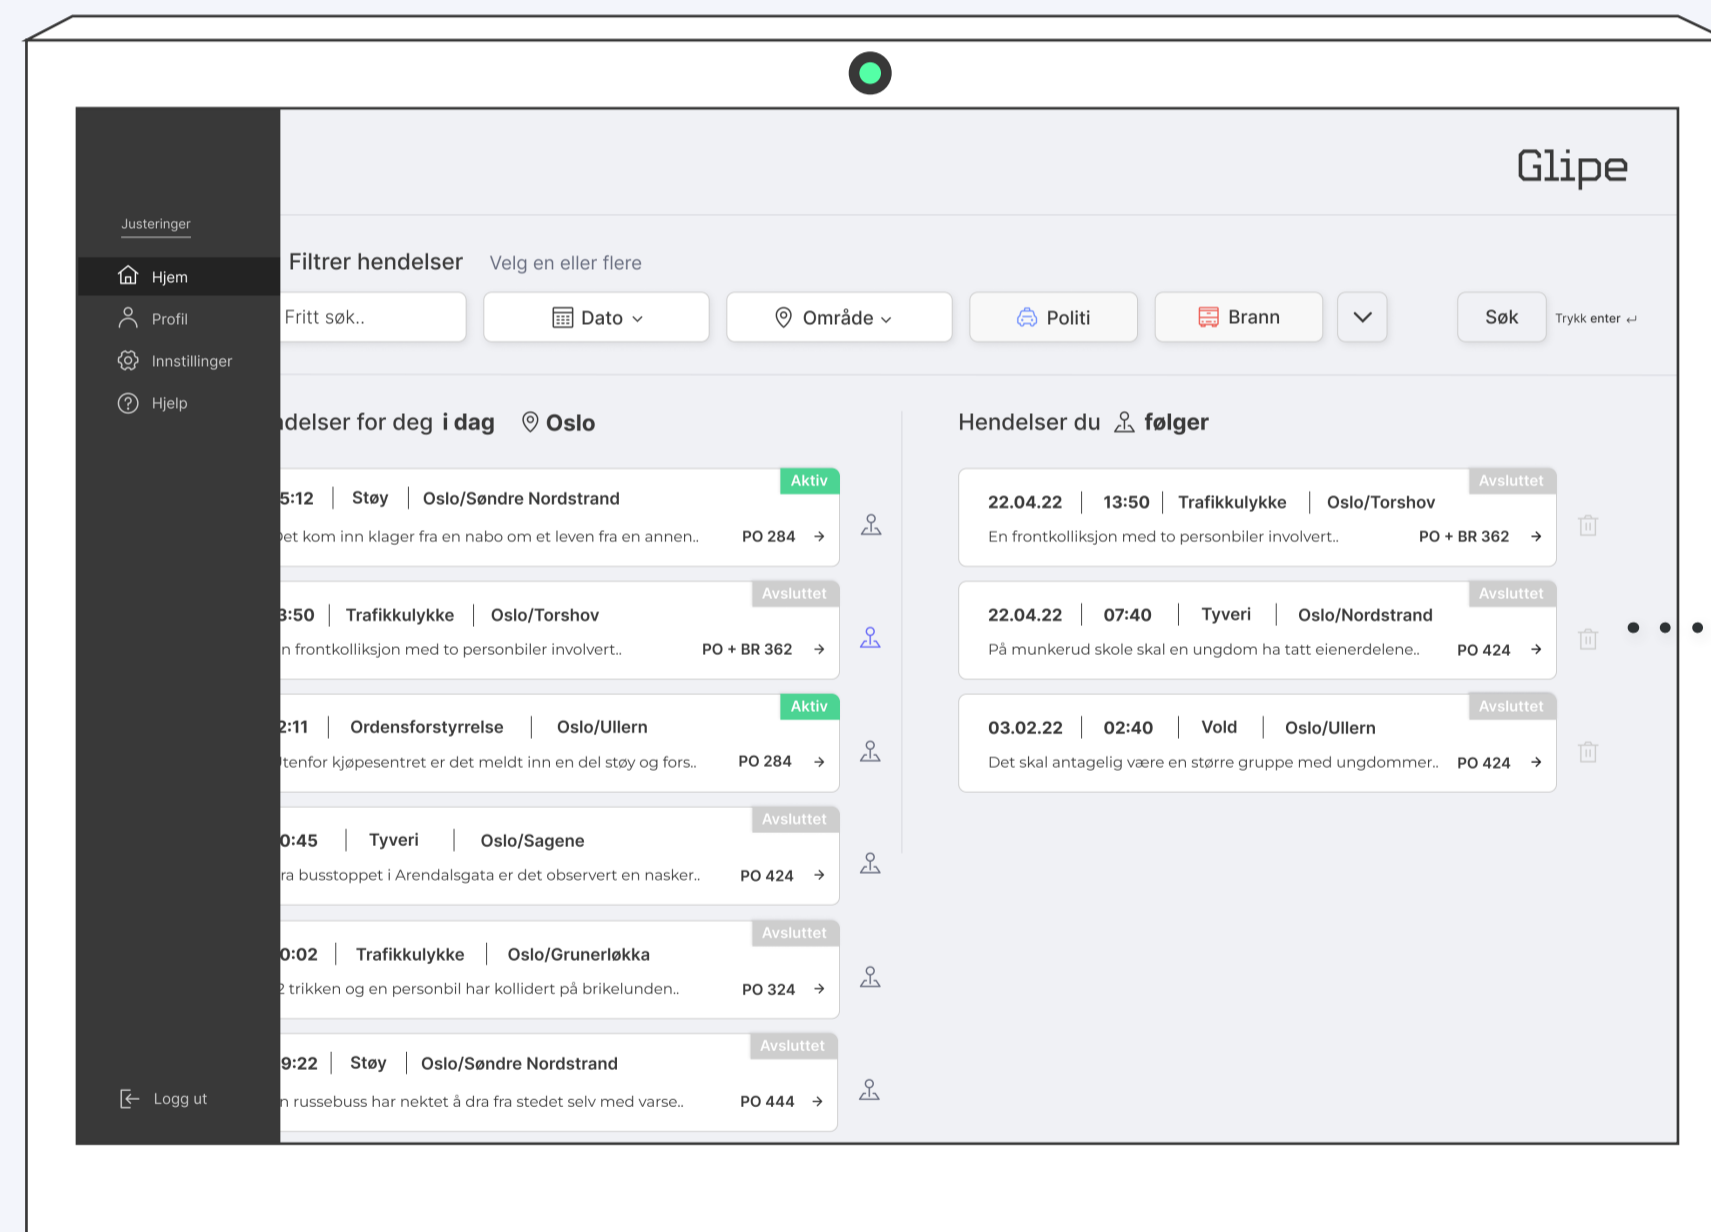 Glipe
Justeringer
Hjem
Profil
Innstillinger
Hjelp
Logg ut
Filtrer hendelser Velg en eller flere
Fritt søk.. Dato Område Politi Brann Søk Trykk enter
for deg i dag Oslo
Aktiv
5:12 Støy Oslo/Søndre Nordstrand
et kom inn klager fra en nabo om et leven fra en annen.. PO 284
Avsluttet
3:50 Trafikkulykke Oslo/Torshov
n frontkolliksjon med to personbiler involvert.. PO + BR 362
Aktiv
2:11 Ordensforstyrrelse Oslo/Ullern
tenfor kjøpesentret er det meldt inn en del støy og fors.. PO 284
Avsluttet
0:45 Tyveri Oslo/Sagene
ra busstoppet i Arendalsgata er det observert en nasker.. PO 424
Avsluttet
0:02 Trafikkulykke Oslo/Grunerløkka
2 trikken og en personbil har kollidert på brikelunden.. PO 324
Avsluttet
9:22 Støy Oslo/Søndre Nordstrand
n russebuss har nektet å dra fra stedet selv med varse.. PO 444
Hendelser du følger
Avsluttet
22.04.22 13:50 Trafikkulykke Oslo/Torshov
En frontkolliksjon med to personbiler involvert.. PO + BR 362
Avsluttet
22.04.22 07:40 Tyveri Oslo/Nordstrand
På munkerud skole skal en ungdom ha tatt eienerdelene.. PO 424
Avsluttet
03.02.22 02:40 Vold Oslo/Ullern
Det skal antagelig være en større gruppe med ungdommer.. PO 424